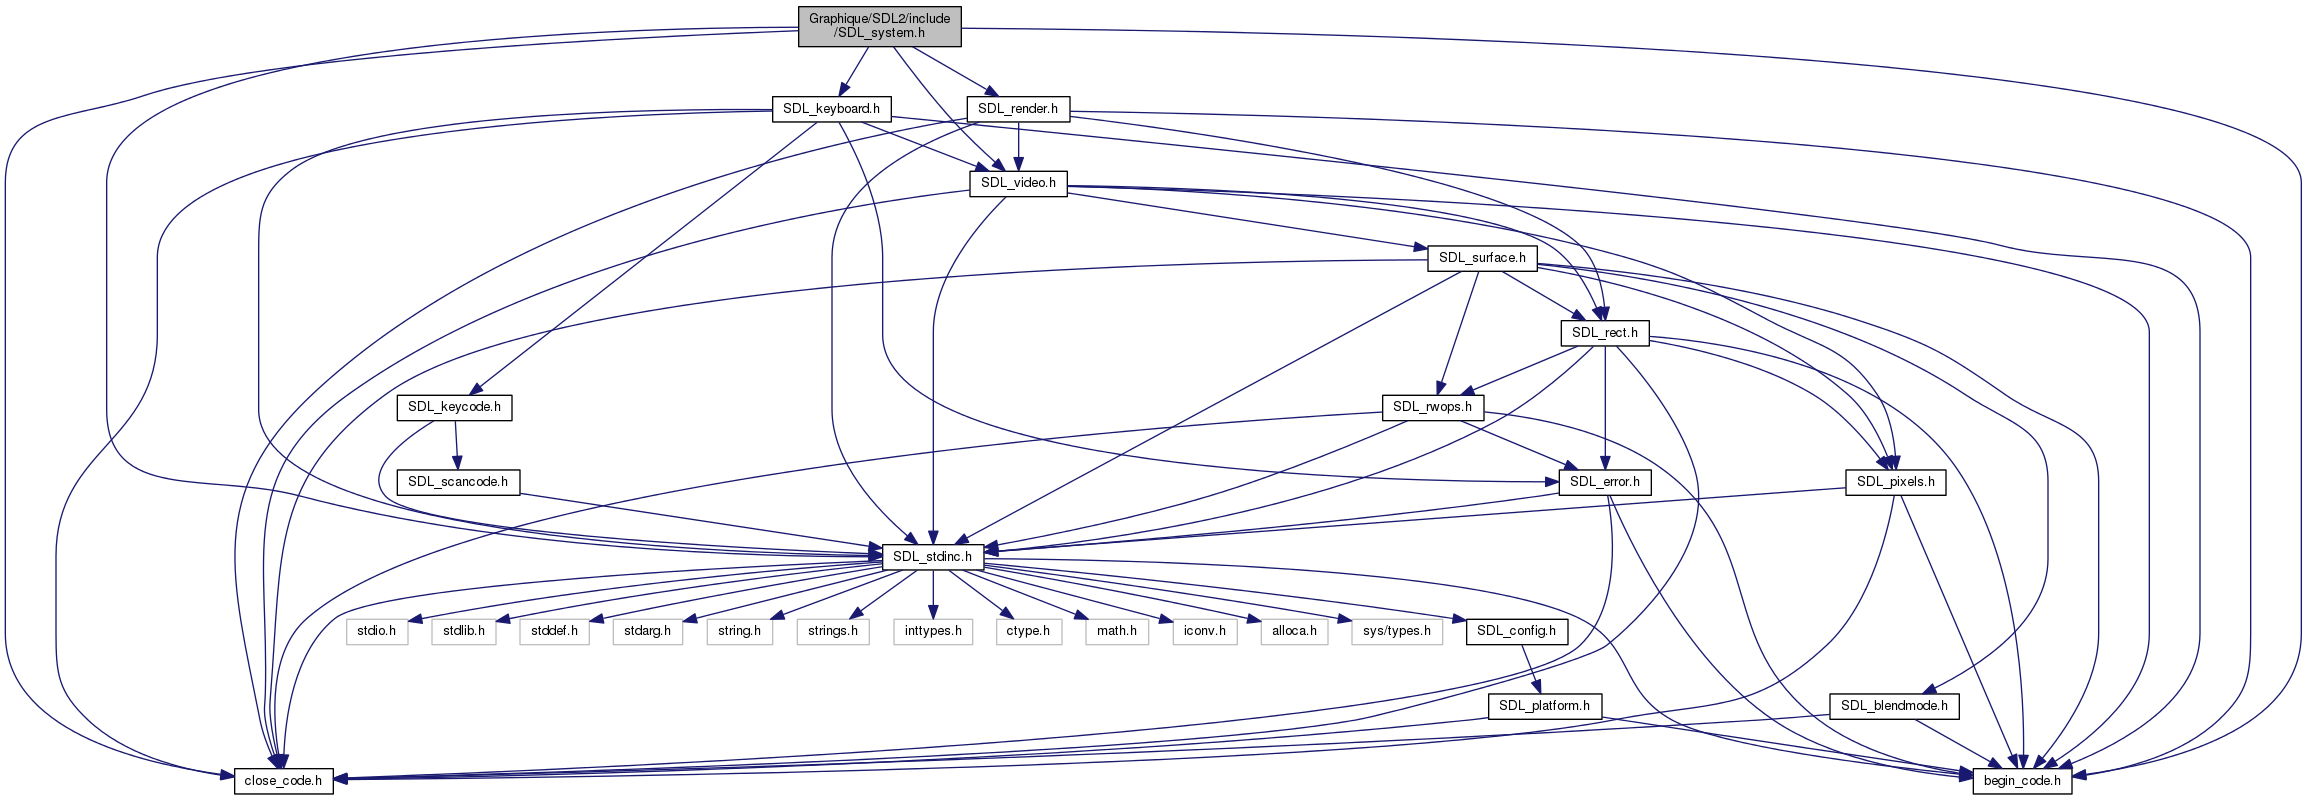 Graphique/SDL2/include
/SDL_system.h
SDL_keyboard.h
SDL_render.h
SDL_video.h
SDL_surface.h
SDL_rect.h
SDL_keycode.h
SDL_rwops.h
SDL_scancode.h
SDL_error.h
SDL_pixels.h
SDL_stdinc.h
stdio.h
stdlib.h
stddef.h
stdarg.h
string.h
strings.h
inttypes.h
ctype.h
math.h
iconv.h
alloca.h
sys/types.h
SDL_config.h
SDL_platform.h
SDL_blendmode.h
close_code.h
begin_code.h